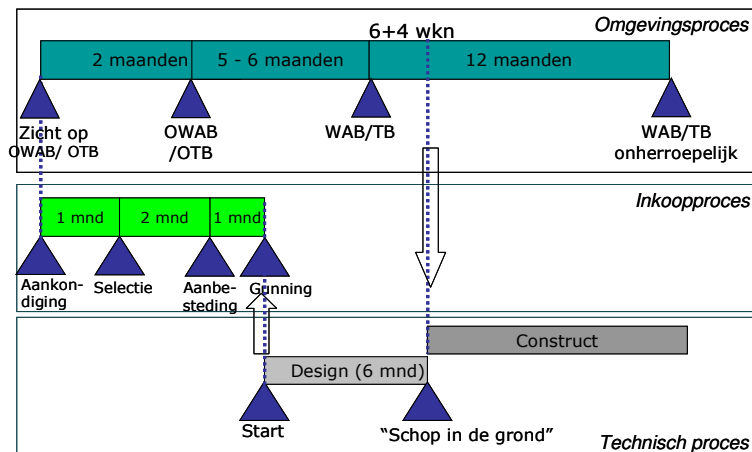 6+4 wkn
Omgevingsproces
2 maanden
5 - 6 maanden
12 maanden
Zicht op
OWAB/ OTB
OWAB
/OTB
WAB/TB
WAB/TB
onherroepelijk
Inkoopproces
1 mnd
2 mnd
1 mnd
Aankon-
diging
Selectie
Aanbe-
steding
Gunning
Construct
Design (6 mnd)
Start
“Schop in de grond”
Technisch proces